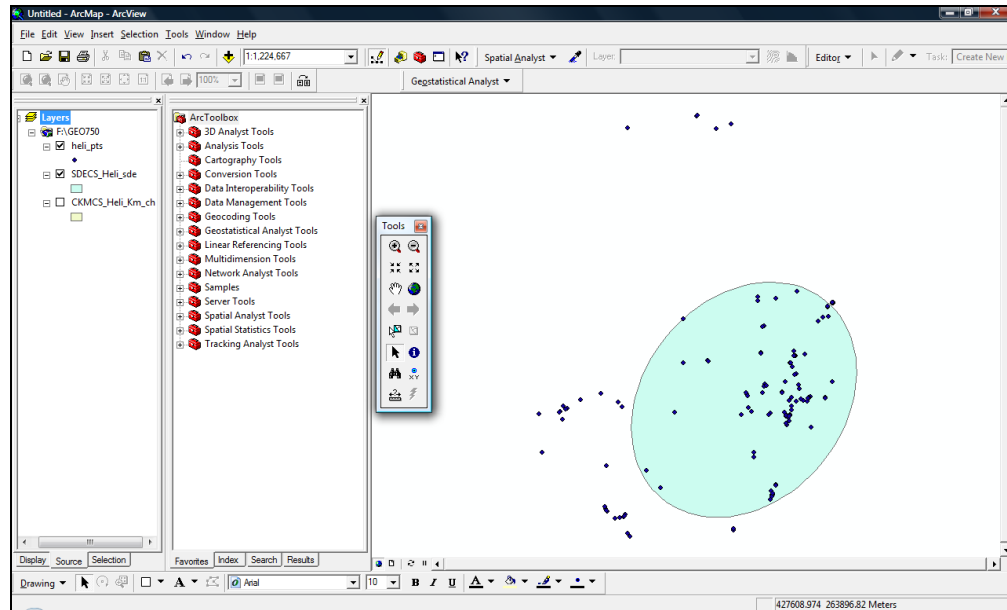 Untitled - ArcMap - ArcView
File Edit View Insert Selection Tools Window Help
1:1,224,667
Spatial Analyst
Layer:
Editor
Task: Create New
100%
Geostatistical Analyst
Layers
F:\GEO750
heli_pts
SDECS_Heli_sde
CKMCS_Heli_Km_ch
Display Source Selection
ArcToolbox
3D Analyst Tools
Analysis Tools
Cartography Tools
Conversion Tools
Data Interoperability Tools
Data Management Tools
Geocoding Tools
Geostatistical Analyst Tools
Linear Referencing Tools
Multidimension Tools
Network Analyst Tools
Samples
Server Tools
Spatial Analyst Tools
Spatial Statistics Tools
Tracking Analyst Tools
Favorites Index Search Results
Tools
XY
Drawing
A
Arial
10
B I U A
427608.974 263896.82 Meters